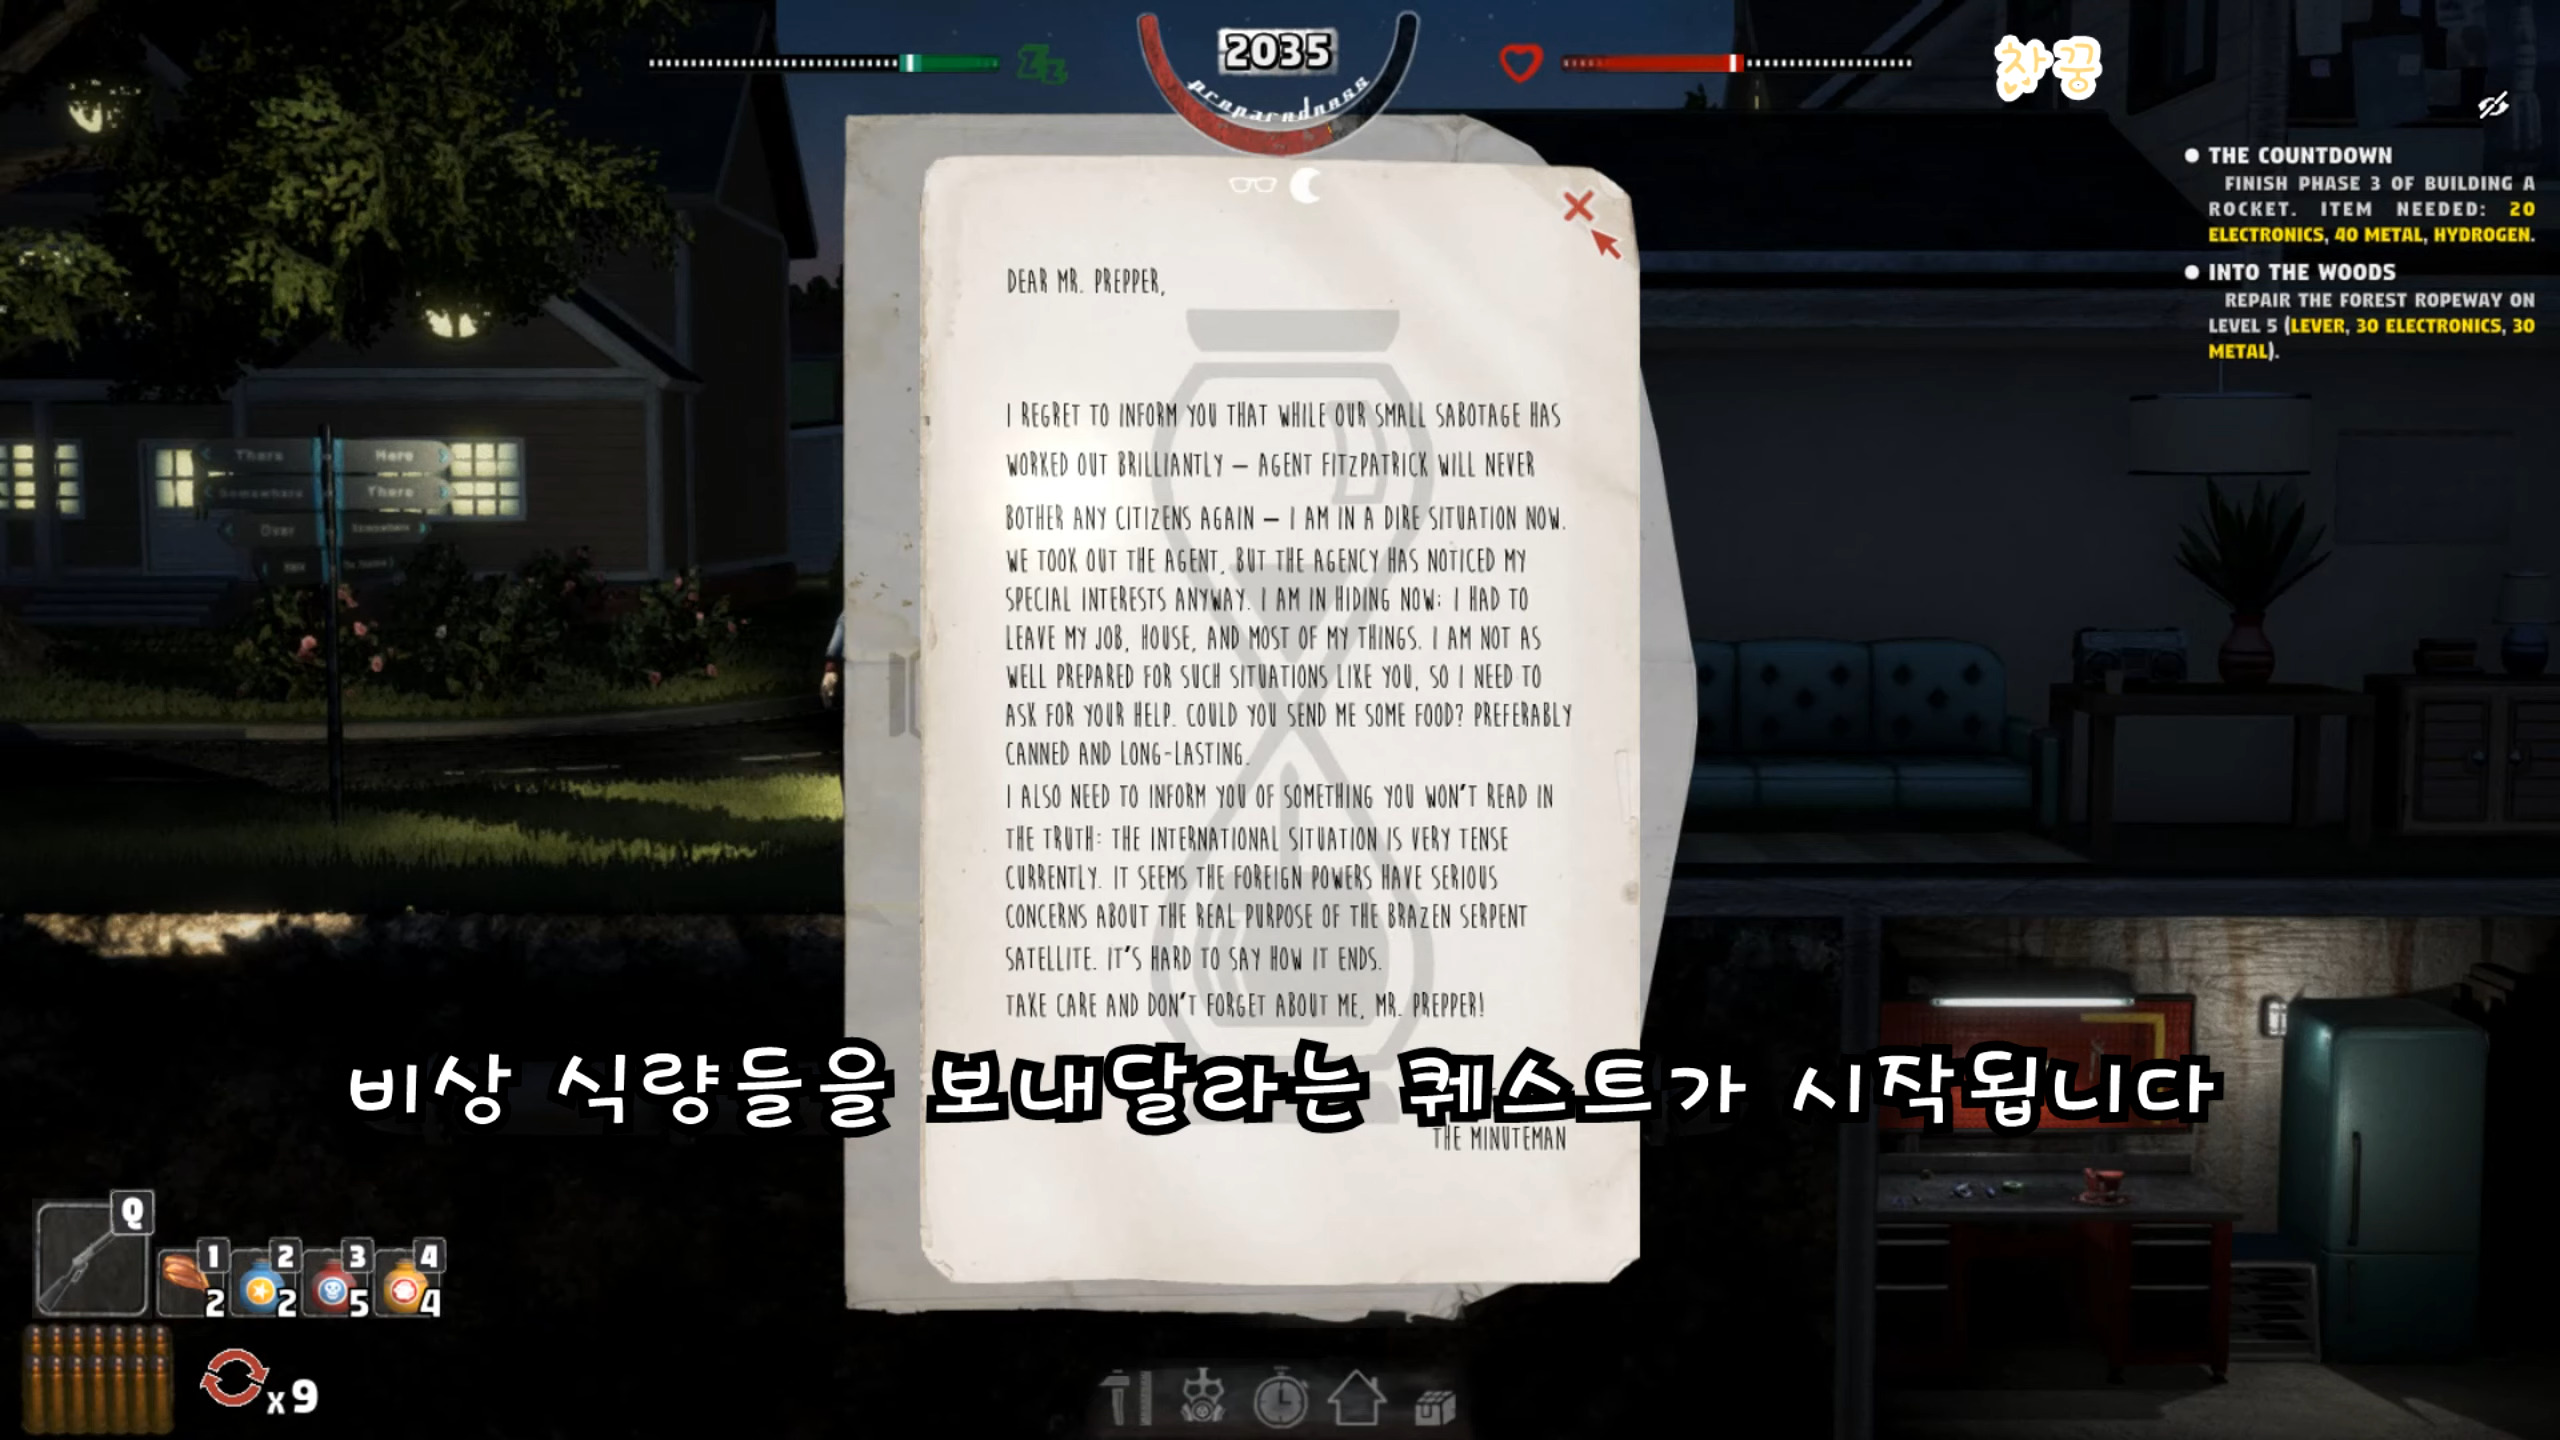 2035
preparedness
찬꿍
THE COUNTDOWN
FINISH PHASE 3 OF BUILDING A
ROCKET. ITEM NEEDED: 20
ELECTRONICS, 40 METAL, HYDROGEN.
INTO THE WOODS
REPAIR THE FOREST ROPEWAY ON
LEVEL 5 (LEVER, 30 ELECTRONICS, 30
METAL).
There
Here
Somewhere
There
Over
Somewhere
DEAR MR. PREPPER,
I REGRET TO INFORM YOU THAT WHILE OUR SMALL SABOTAGE HAS
WORKED OUT BRILLIANTLY – AGENT FITZPATRICK WILL NEVER
BOTHER ANY CITIZENS AGAIN – I AM IN A DIRE SITUATION NOW.
WE TOOK OUT THE AGENT, BUT THE AGENCY HAS NOTICED MY
SPECIAL INTERESTS ANYWAY. I AM IN HIDING NOW; I HAD TO
LEAVE MY JOB, HOUSE, AND MOST OF MY THINGS. I AM NOT AS
WELL PREPARED FOR SUCH SITUATIONS LIKE YOU, SO I NEED TO
ASK FOR YOUR HELP. COULD YOU SEND ME SOME FOOD? PREFERABLY
CANNED AND LONG-LASTING.
I ALSO NEED TO INFORM YOU OF SOMETHING YOU WON'T READ IN
THE TRUTH: THE INTERNATIONAL SITUATION IS VERY TENSE
CURRENTLY. IT SEEMS THE FOREIGN POWERS HAVE SERIOUS
CONCERNS ABOUT THE REAL PURPOSE OF THE BRAZEN SERPENT
SATELLITE. IT'S HARD TO SAY HOW IT ENDS.
TAKE CARE AND DON'T FORGET ABOUT ME, MR. PREPPER!
비상 식량들을 보내달라는 퀘스트가 시작됩니다
THE MINUTEMAN
Q
1 2 3 4
2 2 5 4
x9